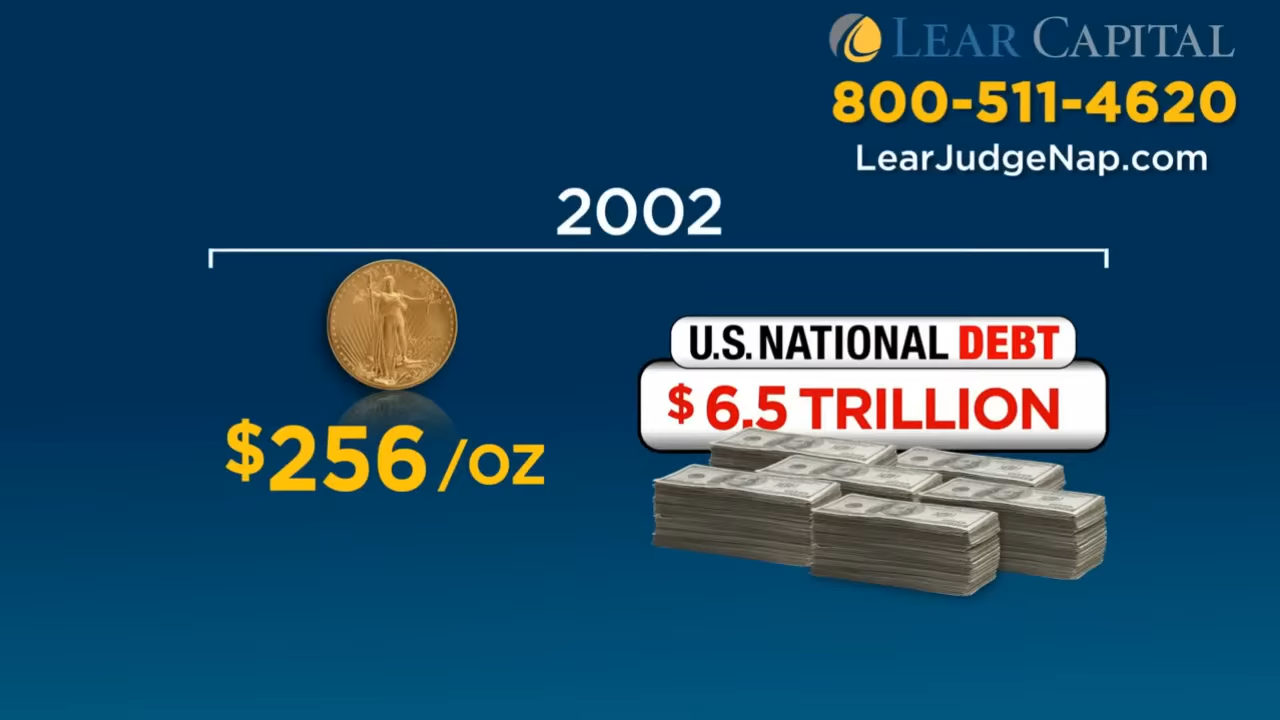 LEAR CAPITAL
800-511-4620
LearJudgeNap.com
2002
U.S. NATIONAL DEBT
$ 6.5 TRILLION
$256 /OZ